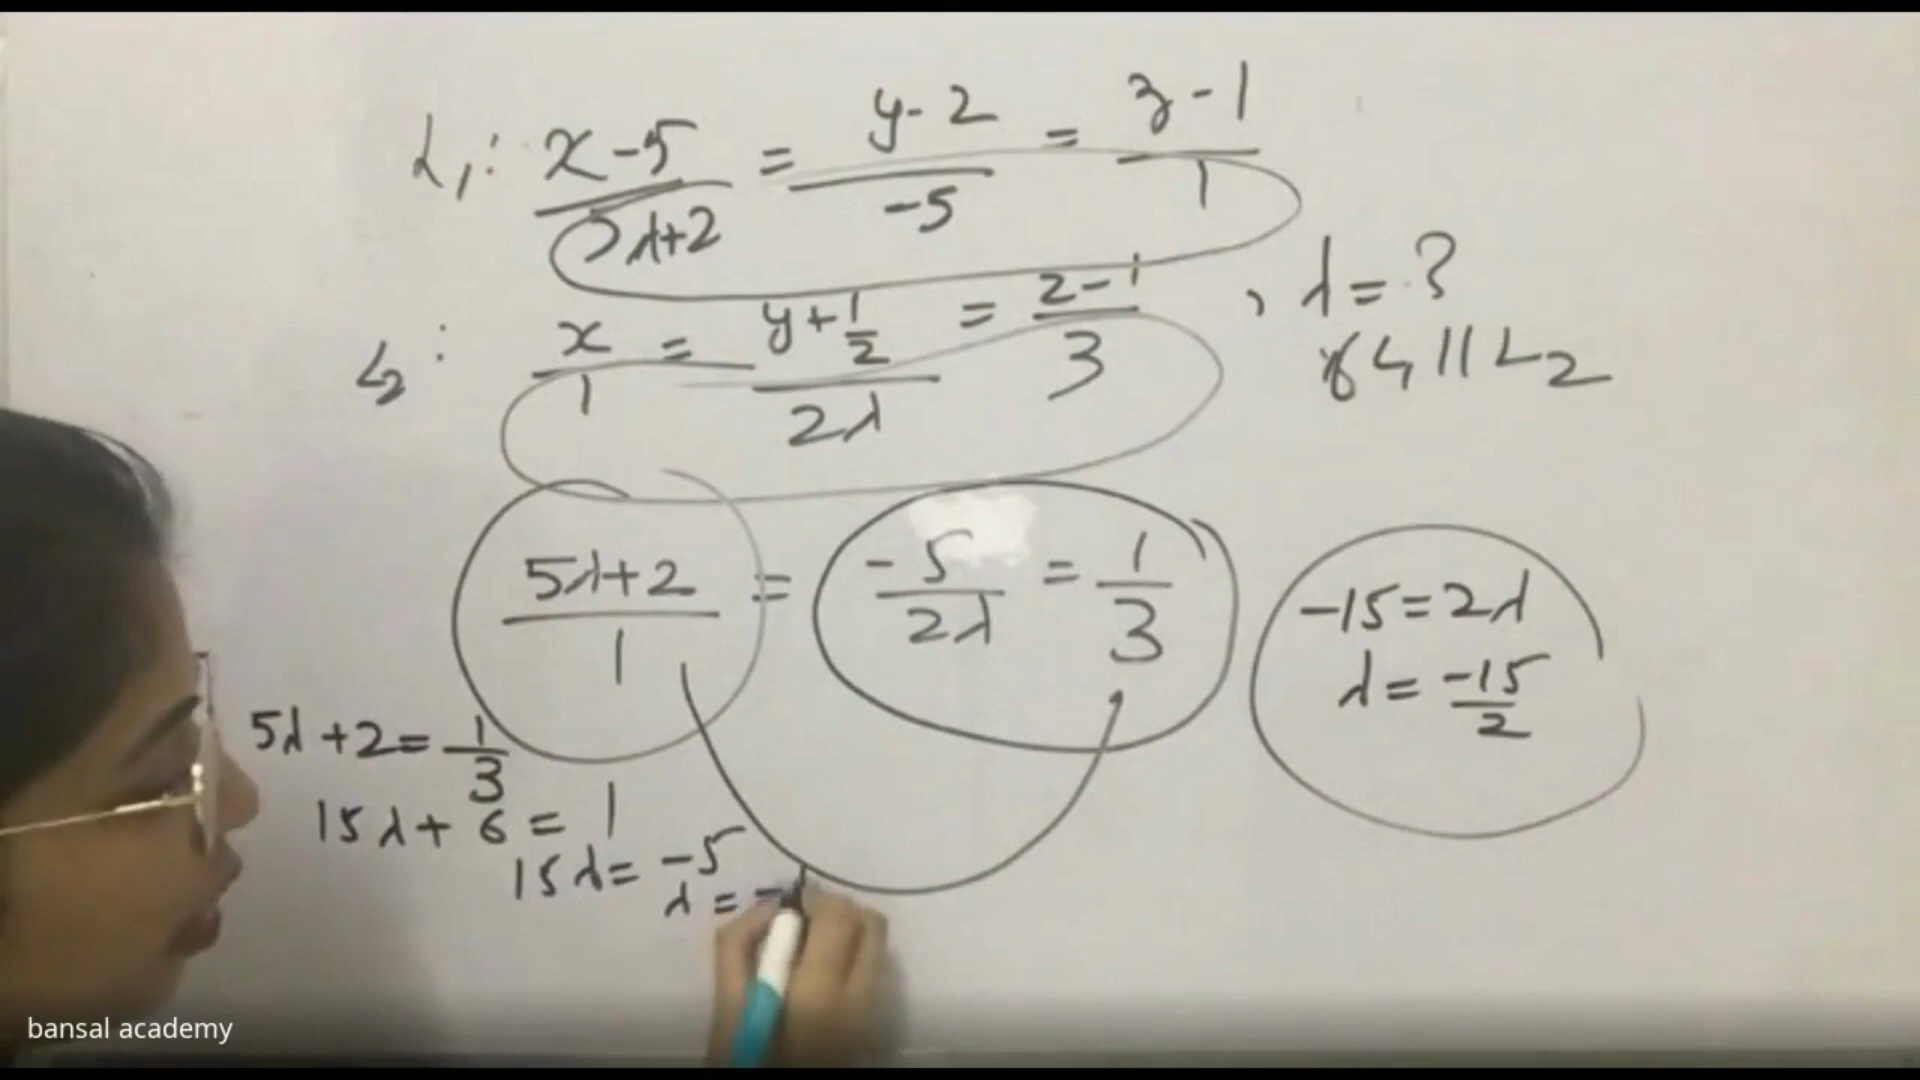 L₁: (x-5)/(5λ+2) = (y-2)/-5 = (z-1)/1
L₂: x/1 = (y+1/2)/2λ = (z-1)/3 , λ=?
L₁ || L₂
(5λ+2)/1 = -5/2λ = 1/3
-15=2λ
λ=-15/2
5λ+2=1/3
15λ+6=1
15λ=-5
λ=-
bansal academy